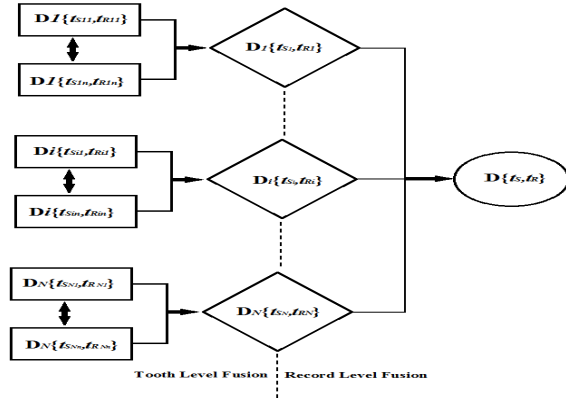 D1{tS11,tR11}
D1{tS1n,tR1n}
D1{tS1,tR1}
Di{tSi1,tRi1}
Di{tSin,tRin}
Di{tSi,tRi}
D{tS,tR}
DN{tSN1,tRN1}
DN{tSNn,tRNn}
DN{tSN,tRN}
Tooth Level Fusion
Record Level Fusion